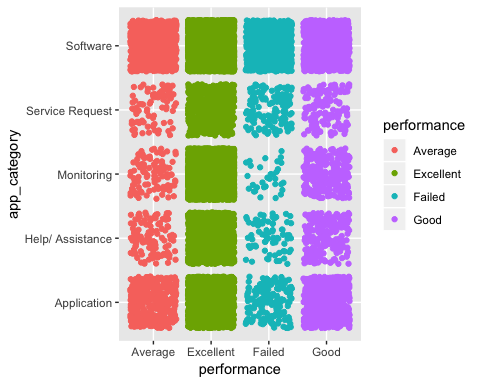 app_category
Software
Service Request
Monitoring
Help/ Assistance
Application
Average Excellent Failed Good
performance
performance
Average
Excellent
Failed
Good